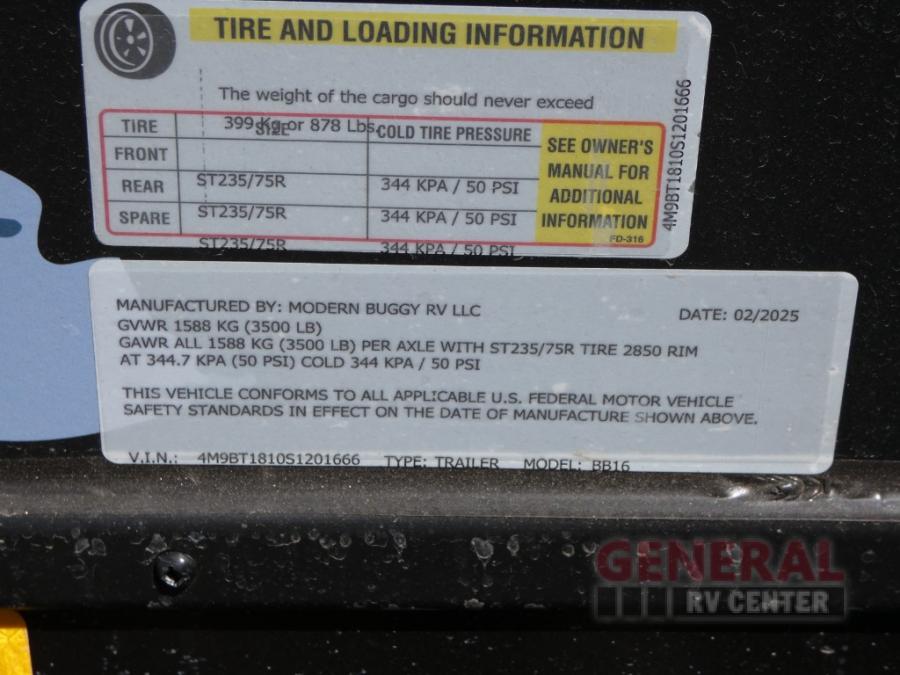 TIRE AND LOADING INFORMATION
The weight of the cargo should never exceed
399 Kg or 878 Lbs.
TIRE SIZE COLD TIRE PRESSURE
FRONT ST235/75R 344 KPA / 50 PSI
REAR ST235/75R 344 KPA / 50 PSI
SPARE ST235/75R 344 KPA / 50 PSI
SEE OWNER'S
MANUAL FOR
ADDITIONAL
INFORMATION
FD-316
4M9BT1810S1201666
MANUFACTURED BY: MODERN BUGGY RV LLC DATE: 02/2025
GVWR 1588 KG (3500 LB)
GAWR ALL 1588 KG (3500 LB) PER AXLE WITH ST235/75R TIRE 2850 RIM
AT 344.7 KPA (50 PSI) COLD 344 KPA / 50 PSI
THIS VEHICLE CONFORMS TO ALL APPLICABLE U.S. FEDERAL MOTOR VEHICLE
SAFETY STANDARDS IN EFFECT ON THE DATE OF MANUFACTURE SHOWN ABOVE.
V.I.N.: 4M9BT1810S1201666 TYPE: TRAILER MODEL: BB16
GENERAL
RV CENTER